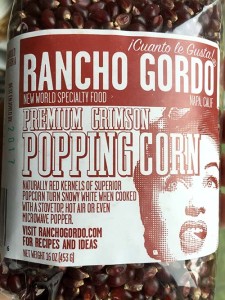 ¡Cuanto le Gusta!
RANCHO GORDO
NEW WORLD SPECIALTY FOOD
NAPA, CALIF
PREMIUM CRIMSON
POPPING CORN
NATURALLY RED KERNELS OF SUPERIOR
POPCORN TURN SNOWY WHITE WHEN COOKED
WITH A STOVETOP, HOT AIR OR EVEN
MICROWAVE POPPER.
VISIT RANCHOGORDO.COM
FOR RECIPES AND IDEAS
NET WEIGHT 16 OZ (453 G)